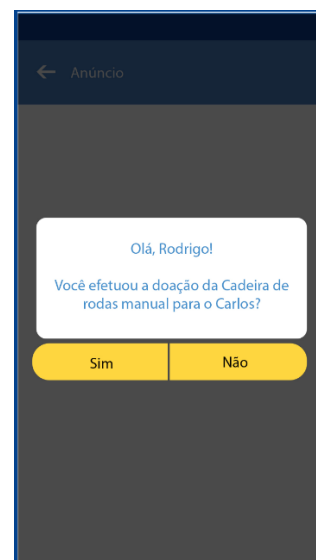 Anúncio
Olá, Rodrigo!
Você efetuou a doação da Cadeira de
rodas manual para o Carlos?
Sim
Não